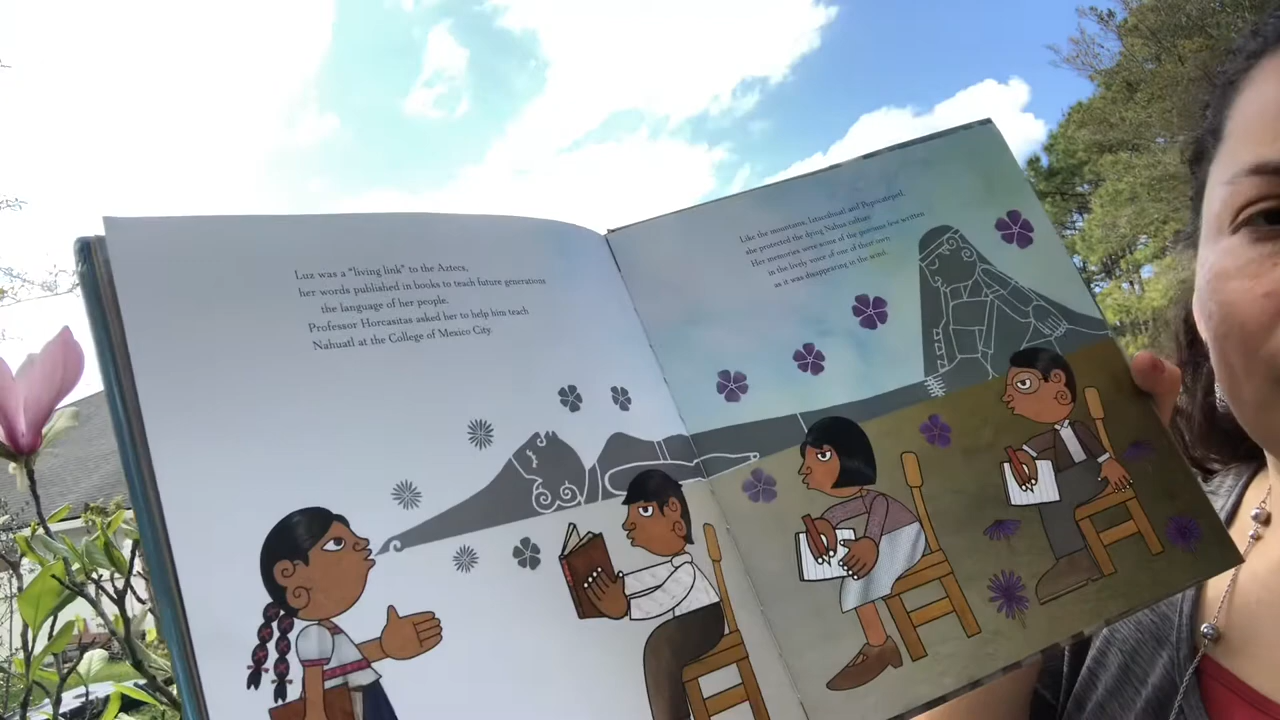 Luz was a "living link" to the Aztecs,
her words published in books to teach future generations
the language of her people.
Professor Horcasitas asked her to help him teach
Nahuatl at the College of Mexico City.
Like the mountains, Iztaccíhuatl and Popocatépetl,
she protected the dying Nahua culture.
Her memories were some of the precious few written
in the lively voice of one of their own,
as it was disappearing in the wind.